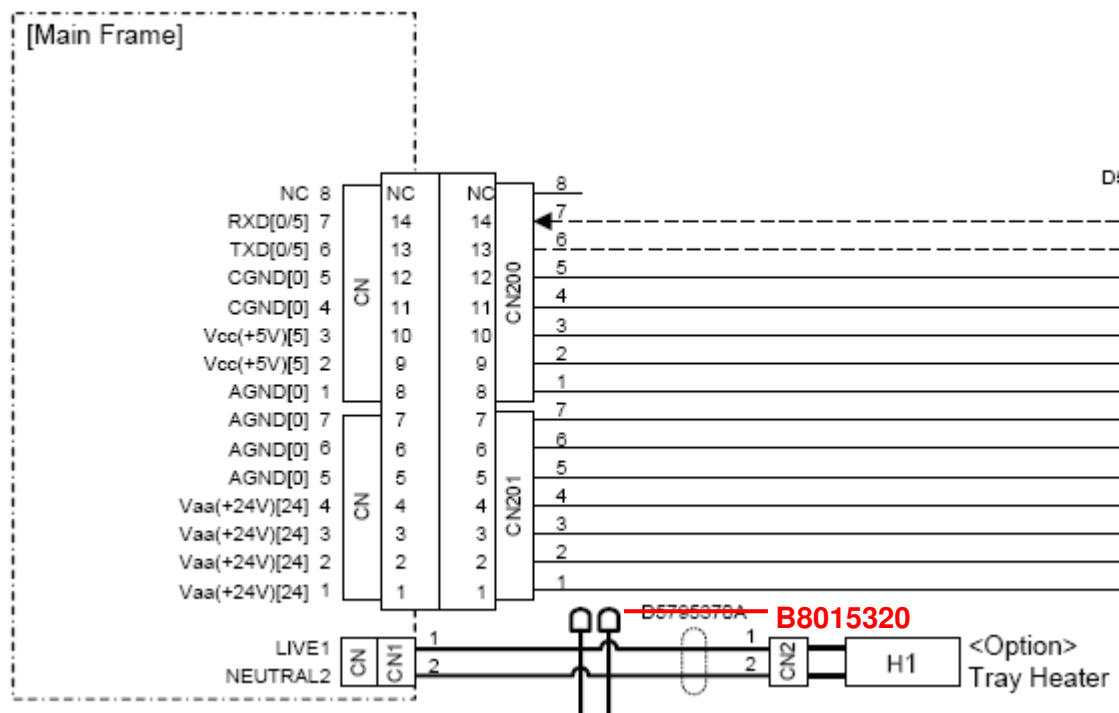 [Main Frame]
D5
NC 8 NC NC 8
RXD[0/5] 7 14 14 7
TXD[0/5] 6 13 13 6
CGND[0] 5 12 12 5
CGND[0] 4 11 11 4
Vcc(+5V)[5] 3 10 10 3
Vcc(+5V)[5] 2 9 9 2
AGND[0] 1 8 8 1
CN CN200
AGND[0] 7 7 7 7
AGND[0] 6 6 6 6
AGND[0] 5 5 5 5
Vaa(+24V)[24] 4 4 4 4
Vaa(+24V)[24] 3 3 3 3
Vaa(+24V)[24] 2 2 2 2
Vaa(+24V)[24] 1 1 1 1
CN CN201
D5795378A B8015320
LIVE1 1 1
NEUTRAL2 2 2
CN CN1 CN2 H1
<Option>
Tray Heater